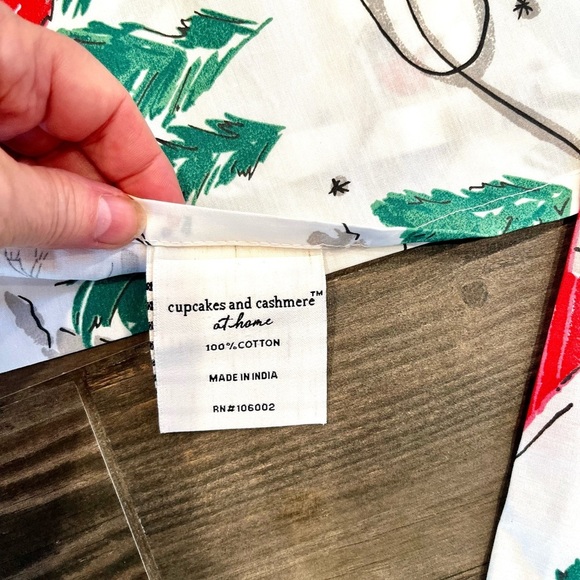 cupcakes and cashmere™
at home
100% COTTON
MADE IN INDIA
RN# 106002